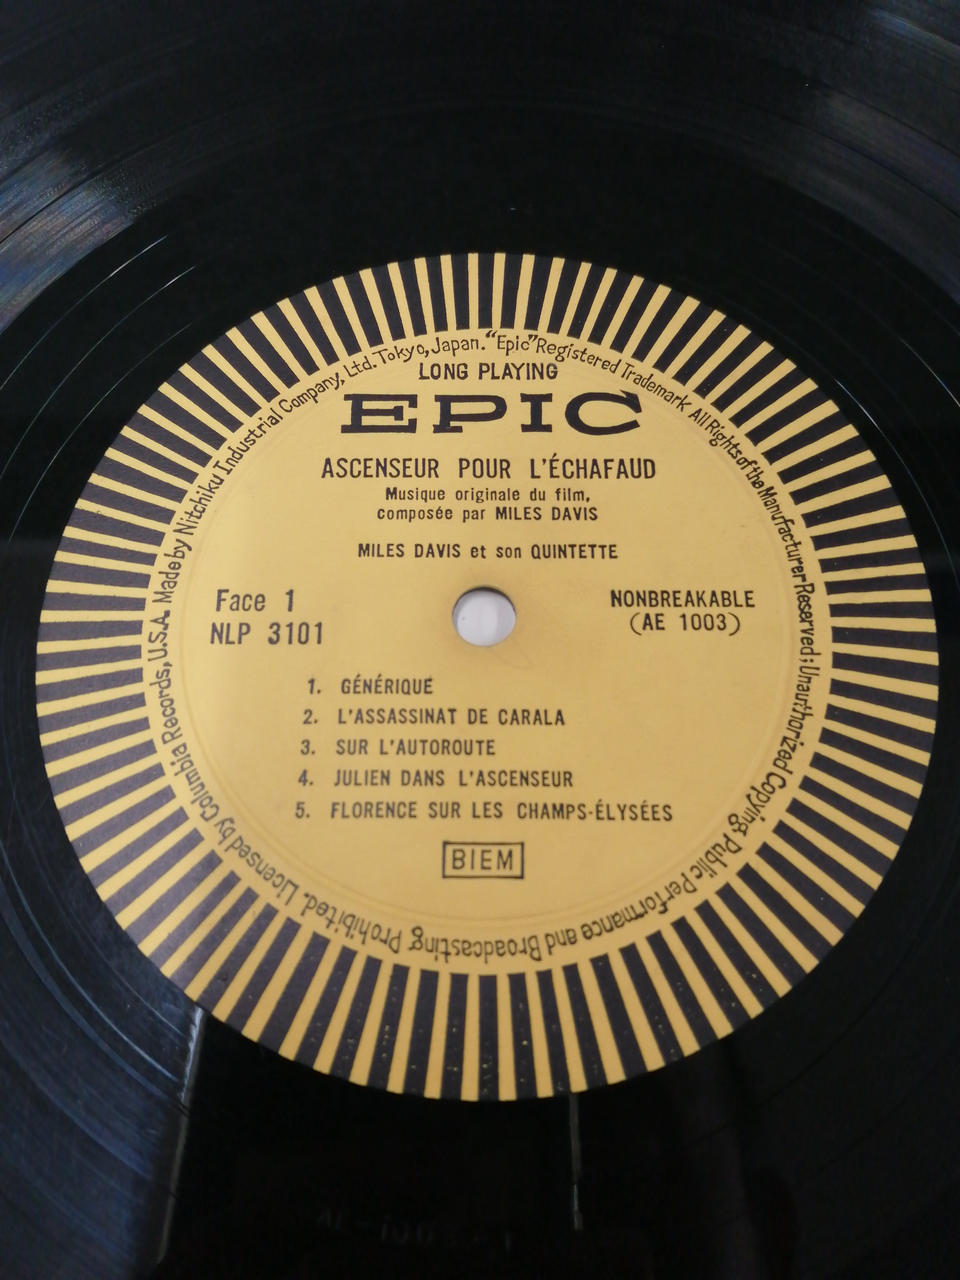 LONG PLAYING
EPIC
ASCENSEUR POUR L'ÉCHAFAUD
Musique originale du film,
composée par MILES DAVIS
MILES DAVIS et son QUINTETTE
Face 1
NLP 3101
NONBREAKABLE
(AE 1003)
1. GÉNÉRIQUE
2. L'ASSASSINAT DE CARALA
3. SUR L'AUTOROUTE
4. JULIEN DANS L'ASCENSEUR
5. FLORENCE SUR LES CHAMPS-ÉLYSÉES
BIEM
Licensed by Columbia Records, U.S.A. Made by Nitchiku Industrial Company, Ltd. Tokyo, Japan. "Epic" Registered Trademark All Rights of the Manufacturer Reserved; Unauthorized Copying, Public Performance and Broadcasting Prohibited.